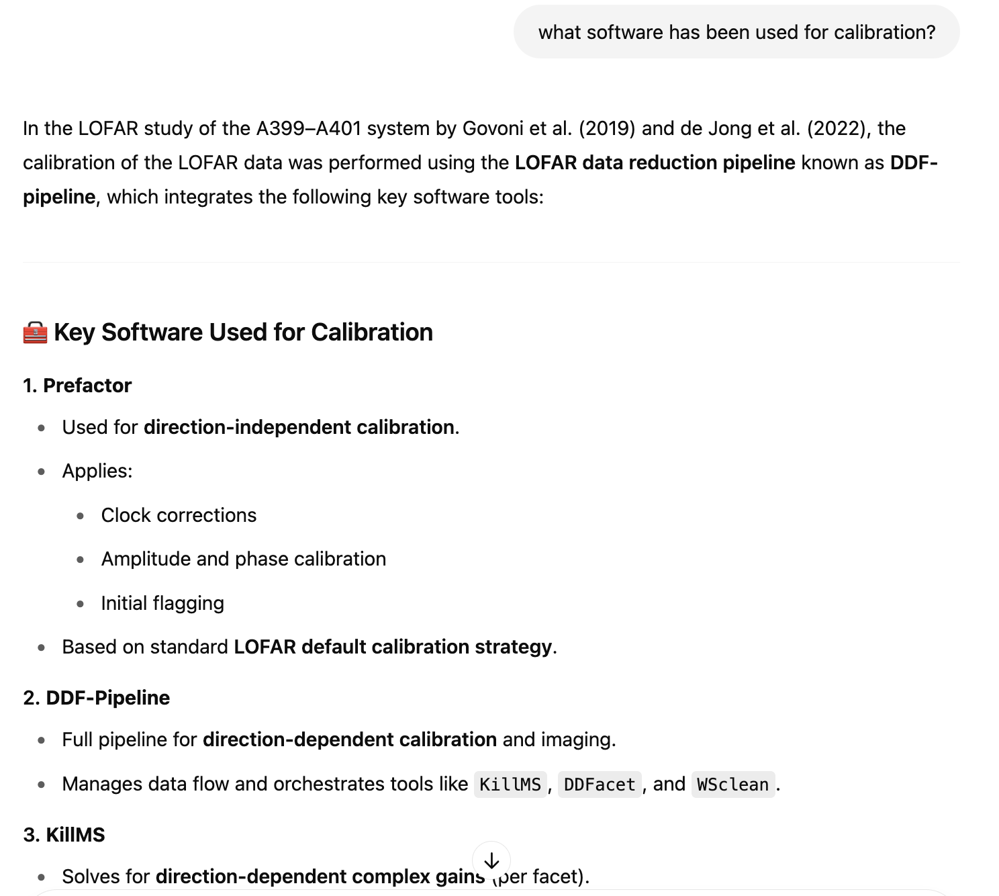 what software has been used for calibration?
In the LOFAR study of the A399–A401 system by Govoni et al. (2019) and de Jong et al. (2022), the
calibration of the LOFAR data was performed using the LOFAR data reduction pipeline known as DDF-
pipeline, which integrates the following key software tools:
Key Software Used for Calibration
1. Prefactor
• Used for direction-independent calibration.
• Applies:
• Clock corrections
• Amplitude and phase calibration
• Initial flagging
• Based on standard LOFAR default calibration strategy.
2. DDF-Pipeline
• Full pipeline for direction-dependent calibration and imaging.
• Manages data flow and orchestrates tools like KillMS, DDFacet, and WSclean.
3. KillMS
• Solves for direction-dependent complex gains (per facet).